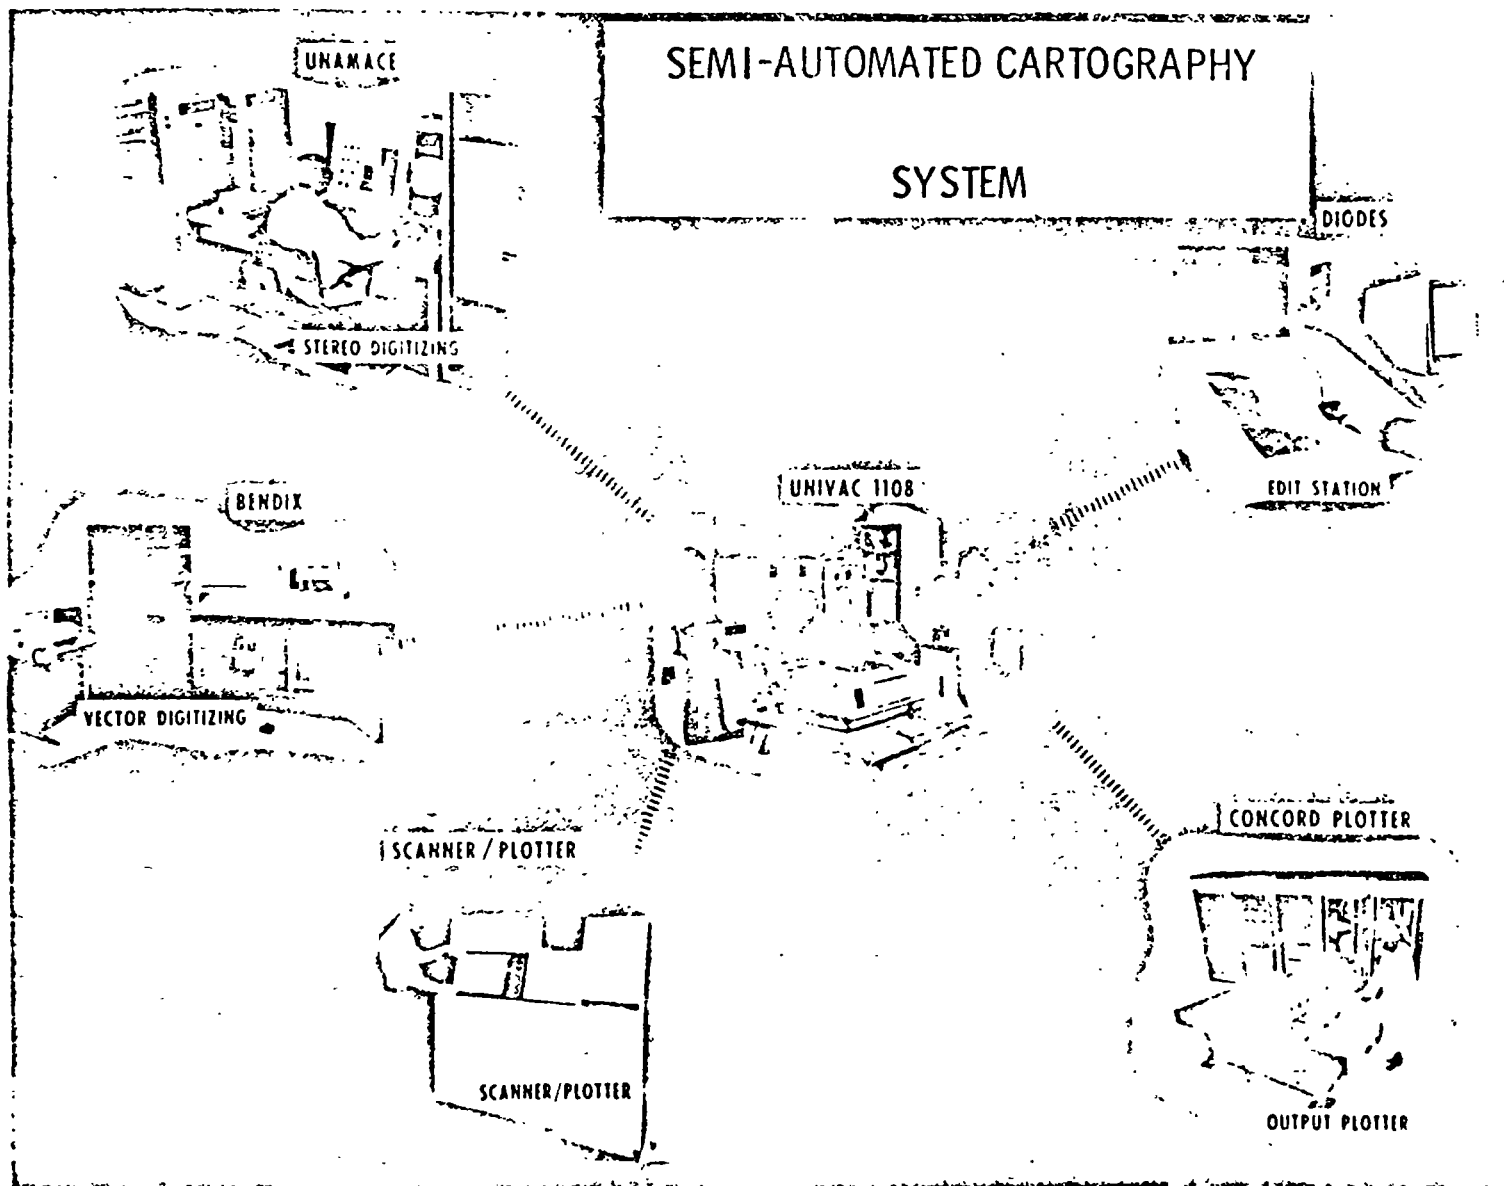 UNAMACE
SEMI-AUTOMATED CARTOGRAPHY
SYSTEM
DIODES
STEREO DIGITIZING
BENDIX
UNIVAC 1108
EDIT STATION
VECTOR DIGITIZING
SCANNER / PLOTTER
CONCORD PLOTTER
SCANNER/PLOTTER
OUTPUT PLOTTER